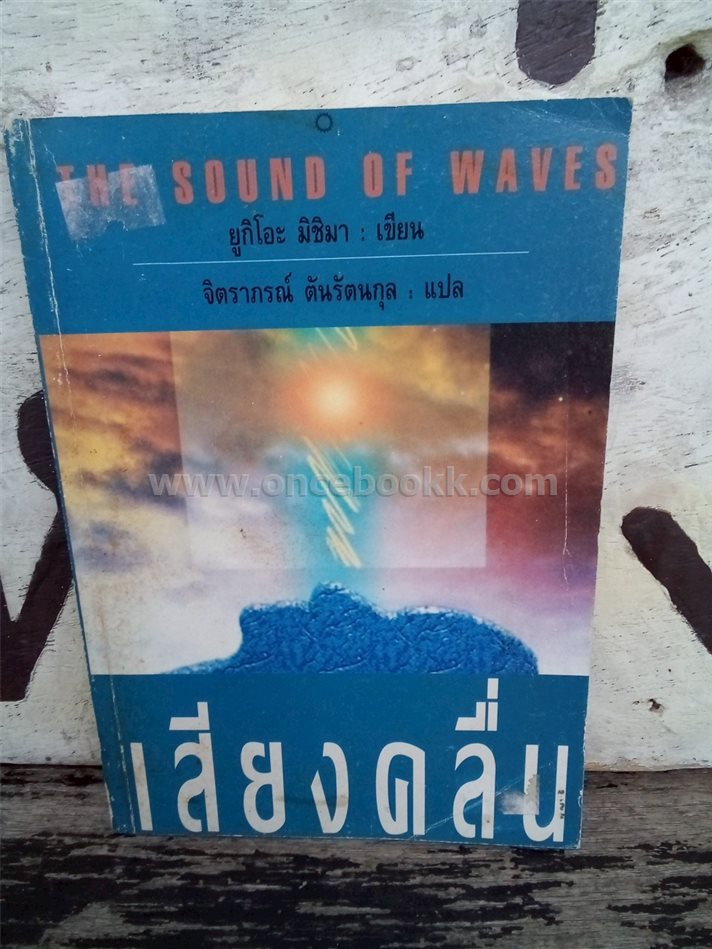 THE SOUND OF WAVES
ยูกิโอะ มิชิมา : เขียน
จิตราภรณ์ ตันรัตนกุล : แปล
www.oncebookk.com
เสียงคลื่น